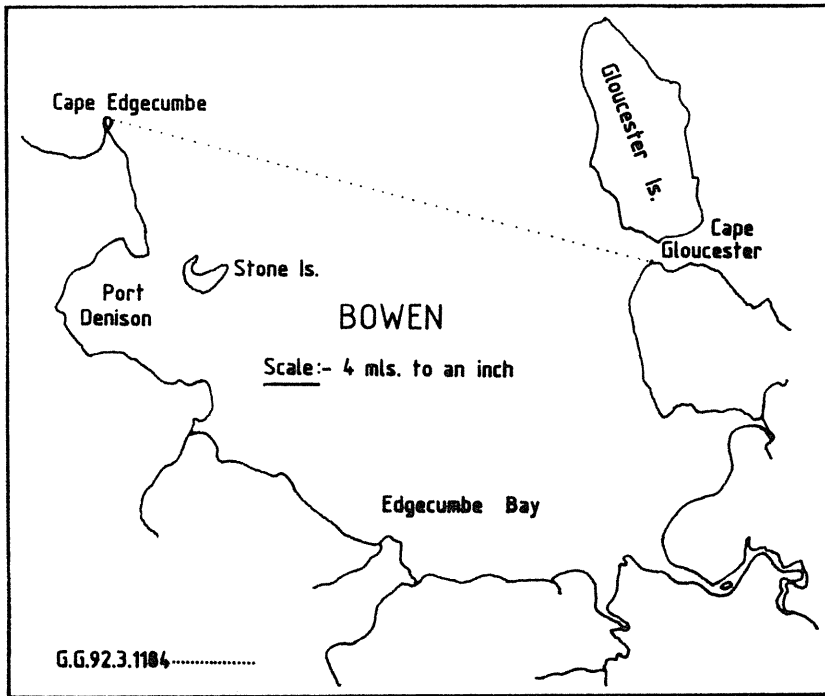 Cape Edgecumbe
Gloucester Is.
Cape
Gloucester
Stone Is.
Port
Denison
BOWEN
Scale:- 4 mls. to an inch
Edgecumbe Bay
G.G.92.3.1184...............